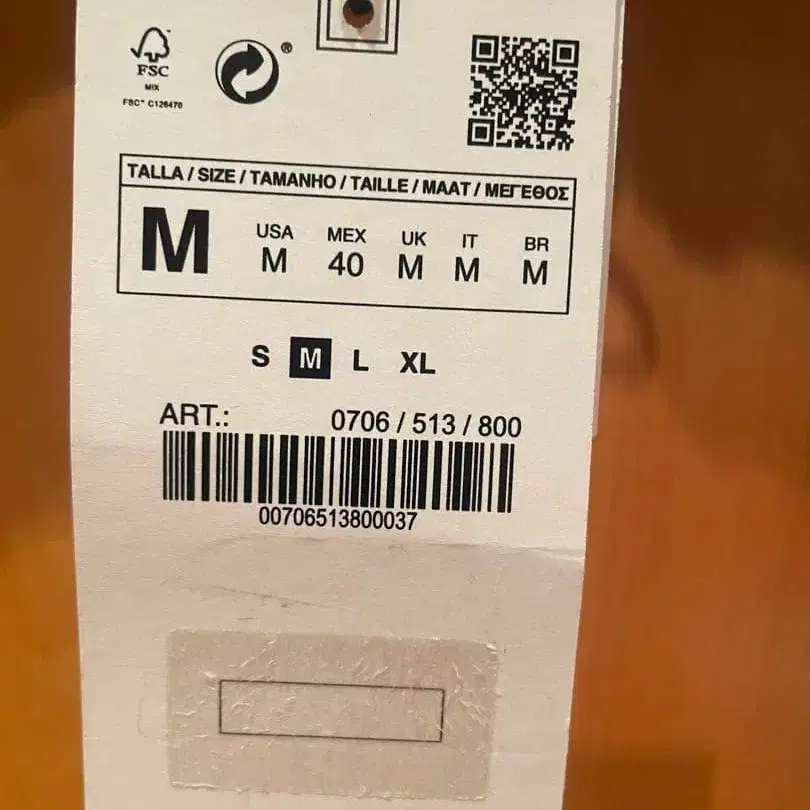 FSC
MIX
FSC™ C126470
®
TALLA / SIZE / TAMANHO / TAILLE / MAAT / ΜΕΓΕΘΟΣ
M
USA MEX UK IT BR
M 40 M M M
S M L XL
ART.: 0706 / 513 / 800
00706513800037